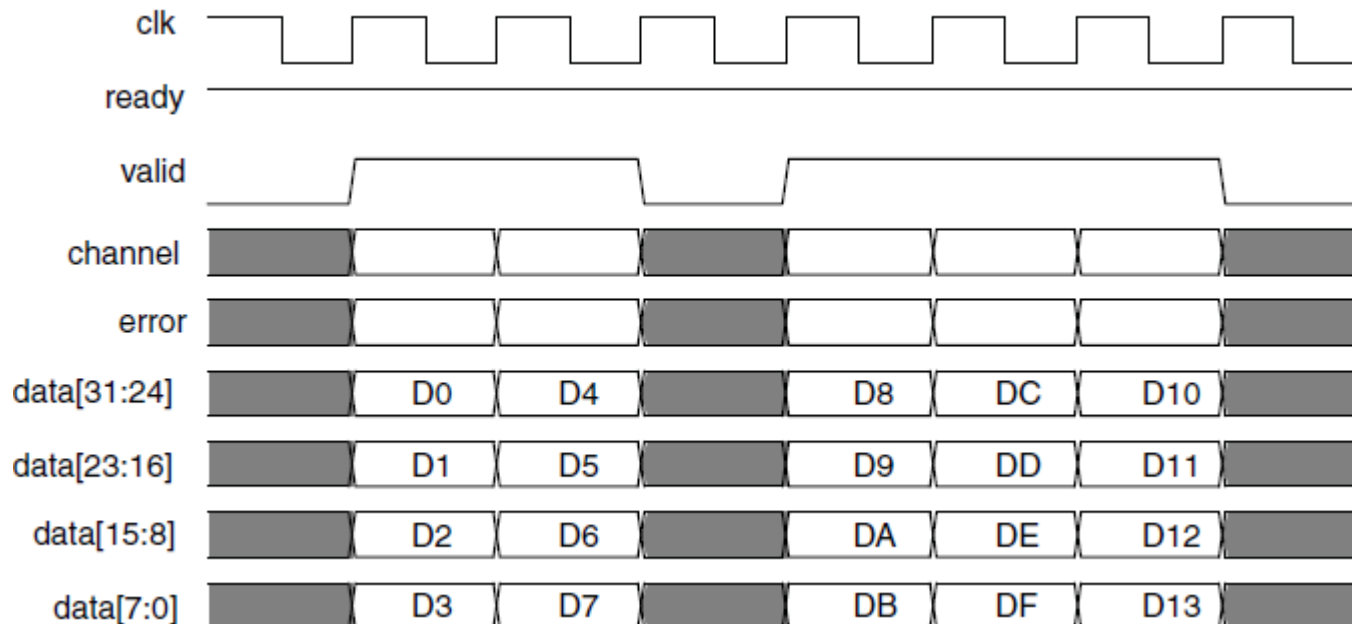 clk
ready
valid
channel
error
data[31:24] D0 D4 D8 DC D10
data[23:16] D1 D5 D9 DD D11
data[15:8] D2 D6 DA DE D12
data[7:0] D3 D7 DB DF D13